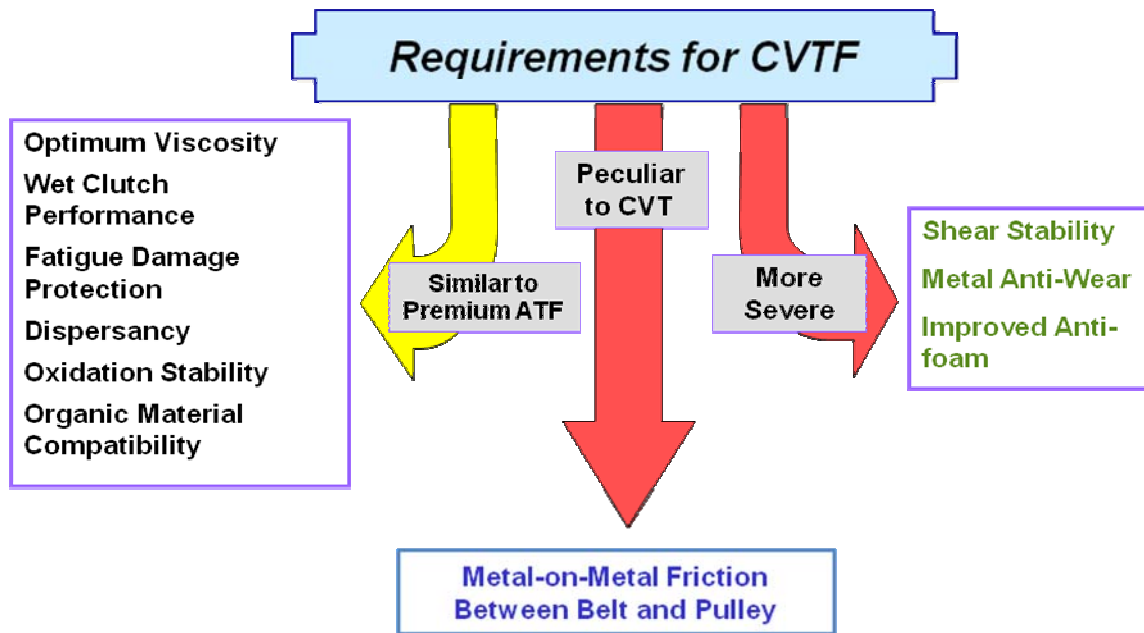 Requirements for CVTF
Optimum Viscosity
Wet Clutch
Performance
Fatigue Damage
Protection
Dispersancy
Oxidation Stability
Organic Material
Compatibility
Similar to
Premium ATF
Peculiar
to CVT
More
Severe
Shear Stability
Metal Anti-Wear
Improved Anti-
foam
Metal-on-Metal Friction
Between Belt and Pulley